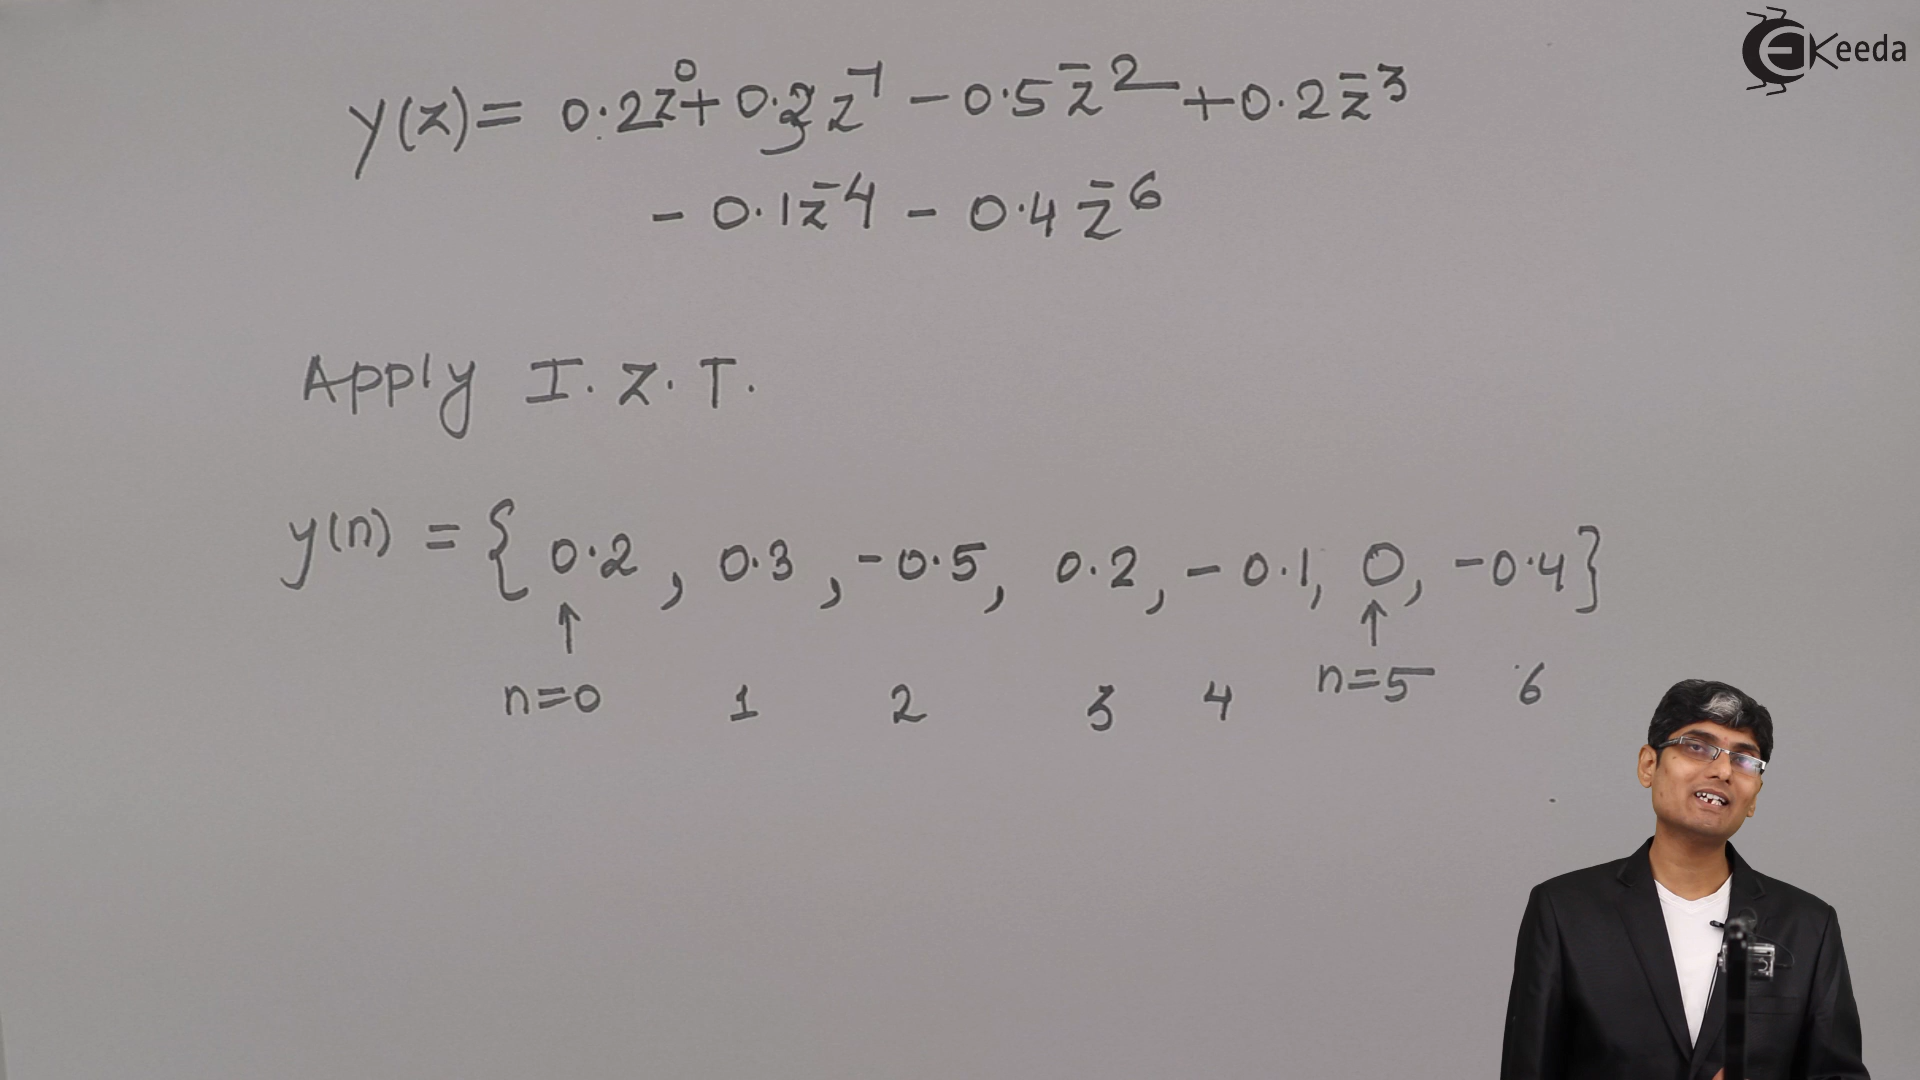 EKeeda
y(z) = 0.2z⁰ + 0.3z⁻¹ - 0.5z⁻² + 0.2z⁻³
- 0.1z⁻⁴ - 0.4z⁻⁶
Apply I.Z.T.
y(n) = { 0.2, 0.3, -0.5, 0.2, -0.1, 0, -0.4}
↑ ↑
n=0 1 2 3 4 n=5 6